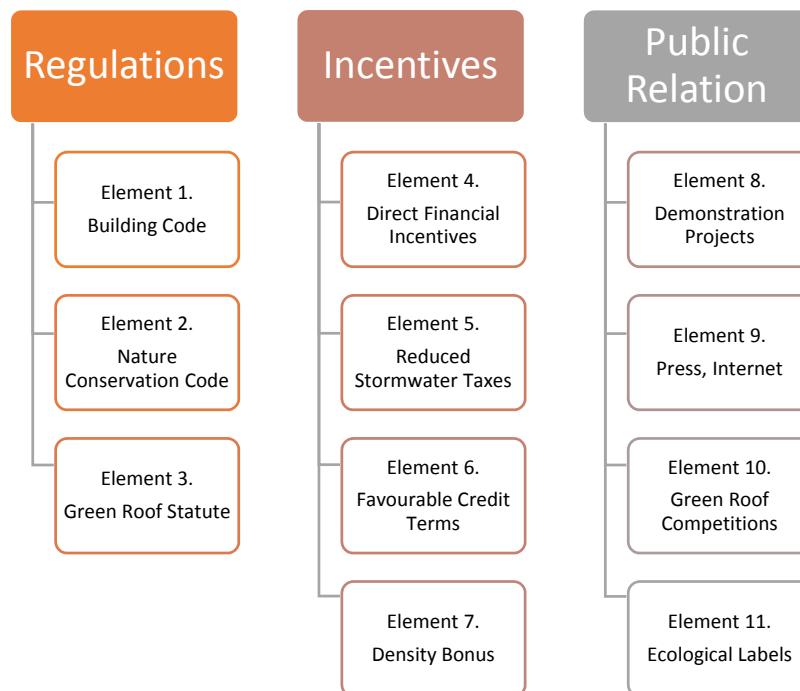 Regulations
Element 1.
Building Code
Element 2.
Nature
Conservation Code
Element 3.
Green Roof Statute
Incentives
Element 4.
Direct Financial
Incentives
Element 5.
Reduced
Stormwater Taxes
Element 6.
Favourable Credit
Terms
Element 7.
Density Bonus
Public
Relation
Element 8.
Demonstration
Projects
Element 9.
Press, Internet
Element 10.
Green Roof
Competitions
Element 11.
Ecological Labels